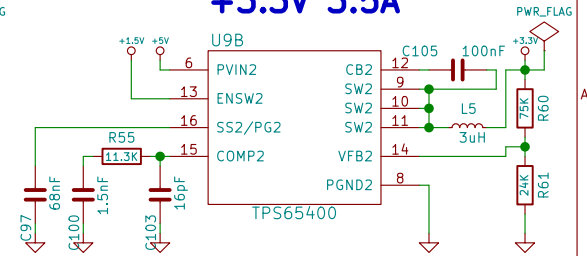 +3.3V 3.5A
G
PWR_FLAG
+1.5V
+5V
U9B
C105
100nF
+3.3V
6
PVIN2
CB2
12
13
ENSW2
SW2
9
SW2
10
16
SS2/PG2
SW2
11
L5
3uH
75K
R60
A
R55
11.3K
15
COMP2
VFB2
14
PGND2
8
24K
R61
TPS65400
C97
68nF
C100
1.5nF
C103
16pF